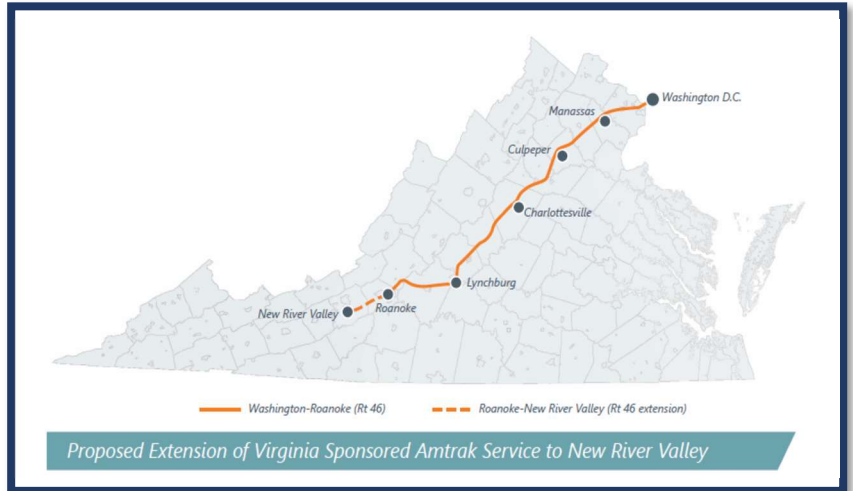 Washington D.C.
Manassas
Culpeper
Charlottesville
Lynchburg
Roanoke
New River Valley
Washington-Roanoke (Rt 46)
Roanoke-New River Valley (Rt 46 extension)
Proposed Extension of Virginia Sponsored Amtrak Service to New River Valley